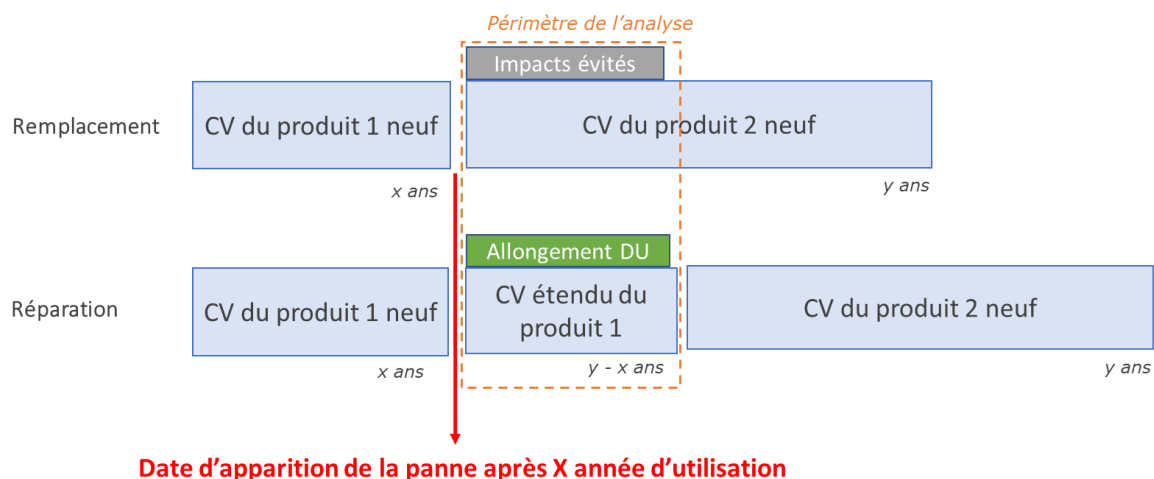 Périmètre de l'analyse
Impacts évités
Remplacement
CV du produit 1 neuf
CV du produit 2 neuf
x ans
y ans
Allongement DU
Réparation
CV du produit 1 neuf
CV étendu du
produit 1
CV du produit 2 neuf
x ans
y - x ans
y ans
Date d'apparition de la panne après X année d'utilisation